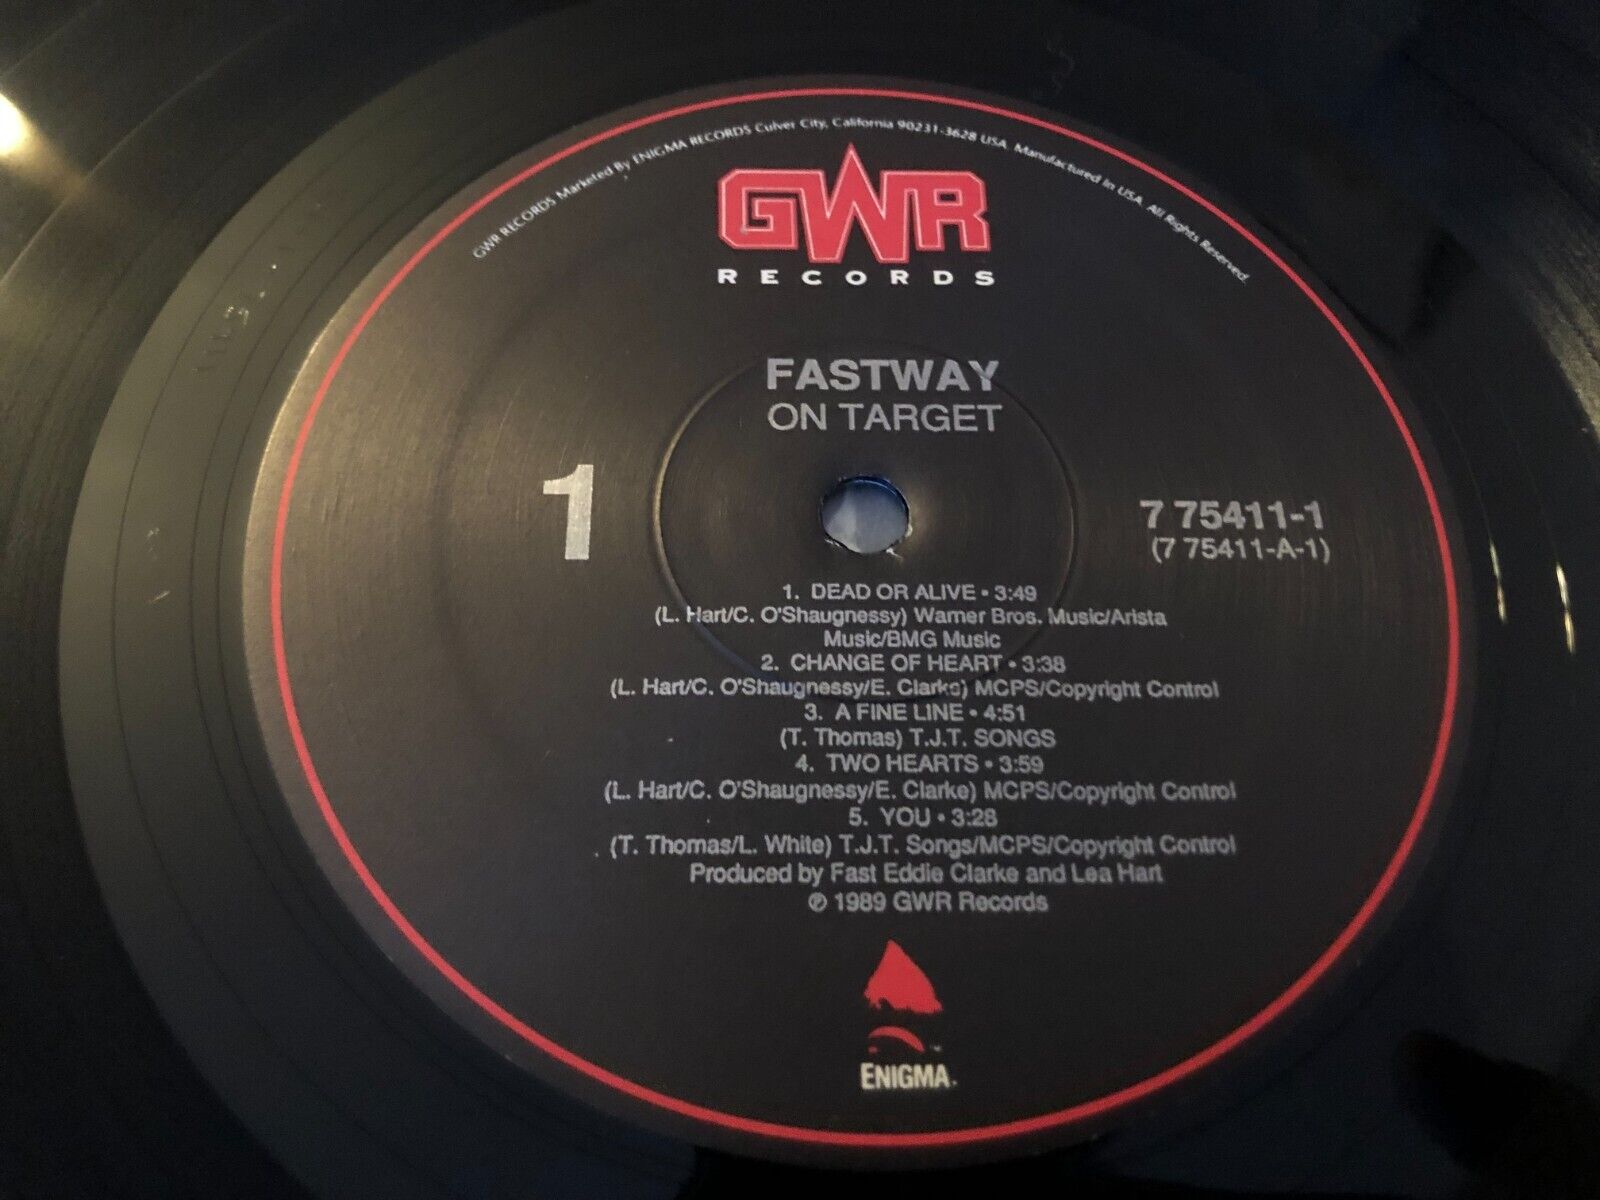 GWR RECORDS Marketed By ENIGMA RECORDS Culver City, California 90231-3628 USA. Manufactured In USA. All Rights Reserved.
GWR
RECORDS
FASTWAY
ON TARGET
1
7 75411-1
(7 75411-A-1)
1. DEAD OR ALIVE • 3:49
(L. Hart/C. O'Shaugnessy) Warner Bros. Music/Arista
Music/BMG Music
2. CHANGE OF HEART • 3:38
(L. Hart/C. O'Shaugnessy/E. Clarke) MCPS/Copyright Control
3. A FINE LINE • 4:51
(T. Thomas) T.J.T. SONGS
4. TWO HEARTS • 3:59
(L. Hart/C. O'Shaugnessy/E. Clarke) MCPS/Copyright Control
5. YOU • 3:28
(T. Thomas/L. White) T.J.T. Songs/MCPS/Copyright Control
Produced by Fast Eddie Clarke and Lea Hart
℗ 1989 GWR Records
ENIGMA.